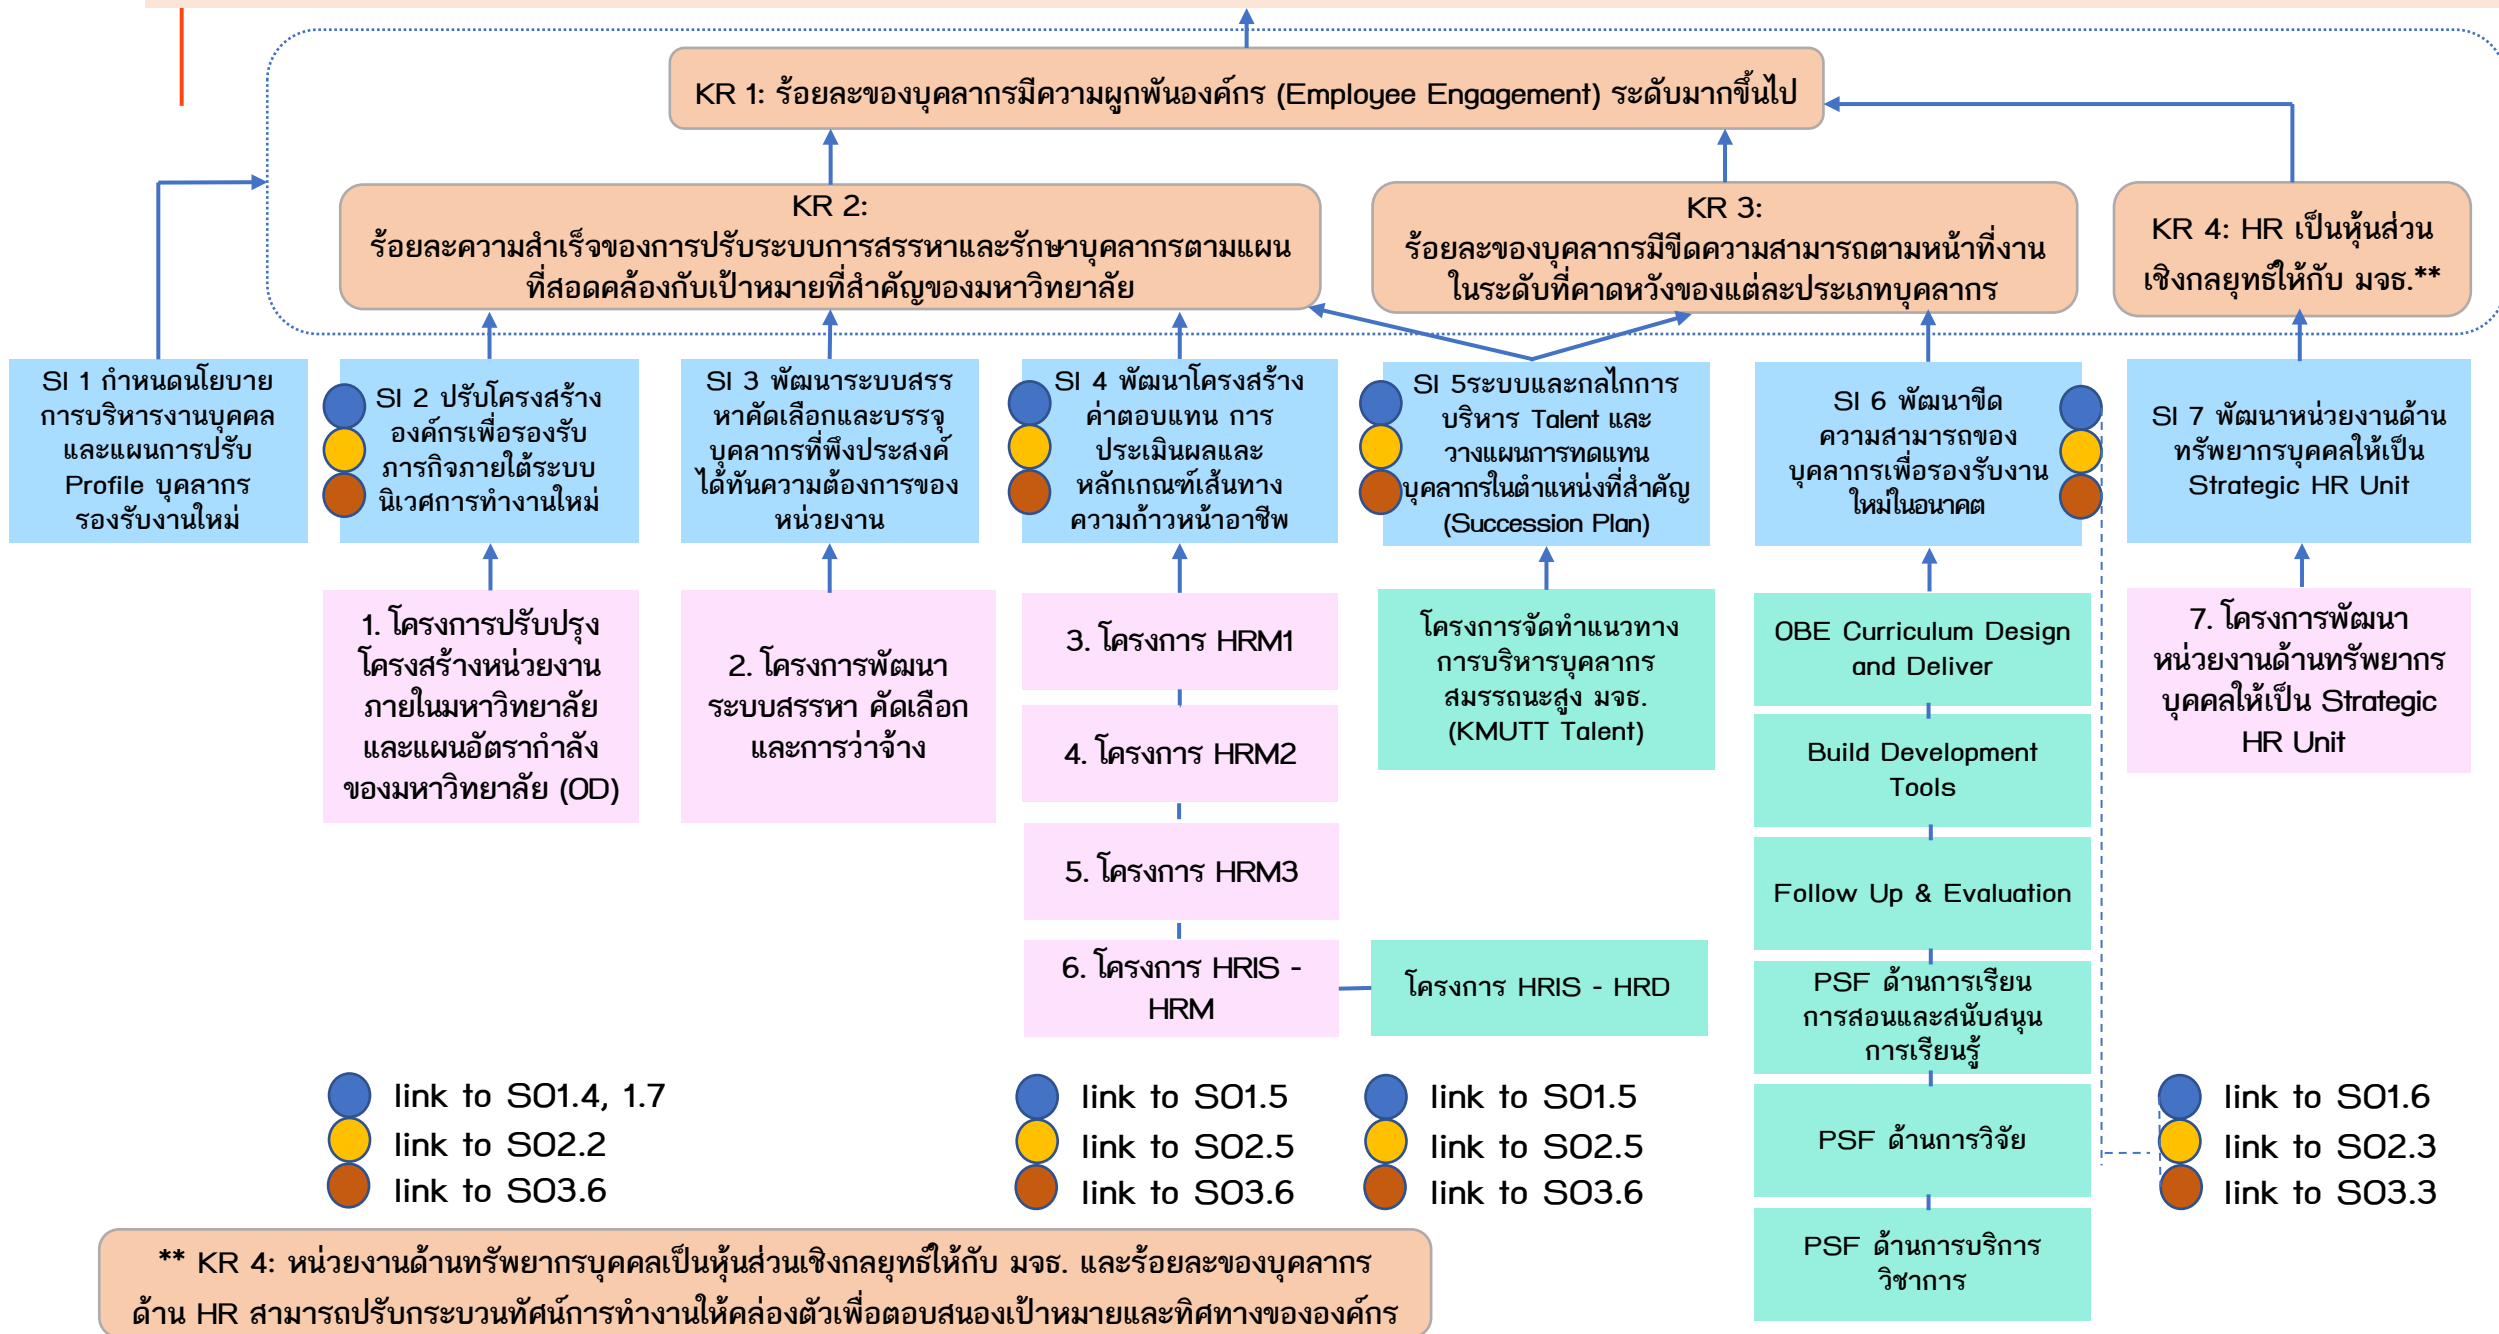 KR 1: ร้อยละของบุคลากรมีความผูกพันองค์กร (Employee Engagement) ระดับมากขึ้นไป
KR 2:
ร้อยละความสำเร็จของการปรับระบบการสรรหาและรักษาบุคลากรตามแผน
ที่สอดคล้องกับเป้าหมายที่สำคัญของมหาวิทยาลัย
KR 3:
ร้อยละของบุคลากรมีขีดความสามารถตามหน้าที่งาน
ในระดับที่คาดหวังของแต่ละประเภทบุคลากร
KR 4: HR เป็นหุ้นส่วน
เชิงกลยุทธ์ให้กับ มจธ.**
SI 1 กำหนดนโยบาย
การบริหารงานบุคคล
และแผนการปรับ
Profile บุคลากร
รองรับงานใหม่
SI 2 ปรับโครงสร้าง
องค์กรเพื่อรองรับ
ภารกิจภายใต้ระบบ
นิเวศการทำงานใหม่
SI 3 พัฒนาระบบสรร
หาคัดเลือกและบรรจุ
บุคลากรที่พึงประสงค์
ได้ทันความต้องการของ
หน่วยงาน
SI 4 พัฒนาโครงสร้าง
ค่าตอบแทน การ
ประเมินผลและ
หลักเกณฑ์เส้นทาง
ความก้าวหน้าอาชีพ
SI 5ระบบและกลไกการ
บริหาร Talent และ
วางแผนการทดแทน
บุคลากรในตำแหน่งที่สำคัญ
(Succession Plan)
SI 6 พัฒนาขีด
ความสามารถของ
บุคลากรเพื่อรองรับงาน
ใหม่ในอนาคต
SI 7 พัฒนาหน่วยงานด้าน
ทรัพยากรบุคคลให้เป็น
Strategic HR Unit
1. โครงการปรับปรุง
โครงสร้างหน่วยงาน
ภายในมหาวิทยาลัย
และแผนอัตรากำลัง
ของมหาวิทยาลัย (OD)
2. โครงการพัฒนา
ระบบสรรหา คัดเลือก
และการว่าจ้าง
3. โครงการ HRM1
4. โครงการ HRM2
5. โครงการ HRM3
6. โครงการ HRIS -
HRM
โครงการจัดทำแนวทาง
การบริหารบุคลากร
สมรรถนะสูง มจธ.
(KMUTT Talent)
โครงการ HRIS - HRD
OBE Curriculum Design
and Deliver
Build Development
Tools
Follow Up & Evaluation
PSF ด้านการเรียน
การสอนและสนับสนุน
การเรียนรู้
PSF ด้านการวิจัย
PSF ด้านการบริการ
วิชาการ
7. โครงการพัฒนา
หน่วยงานด้านทรัพยากร
บุคคลให้เป็น Strategic
HR Unit
link to SO1.4, 1.7
link to SO2.2
link to SO3.6
link to SO1.5
link to SO2.5
link to SO3.6
link to SO1.5
link to SO2.5
link to SO3.6
link to SO1.6
link to SO2.3
link to SO3.3
** KR 4: หน่วยงานด้านทรัพยากรบุคคลเป็นหุ้นส่วนเชิงกลยุทธ์ให้กับ มจธ. และร้อยละของบุคลากร
ด้าน HR สามารถปรับกระบวนทัศน์การทำงานให้คล่องตัวเพื่อตอบสนองเป้าหมายและทิศทางขององค์กร